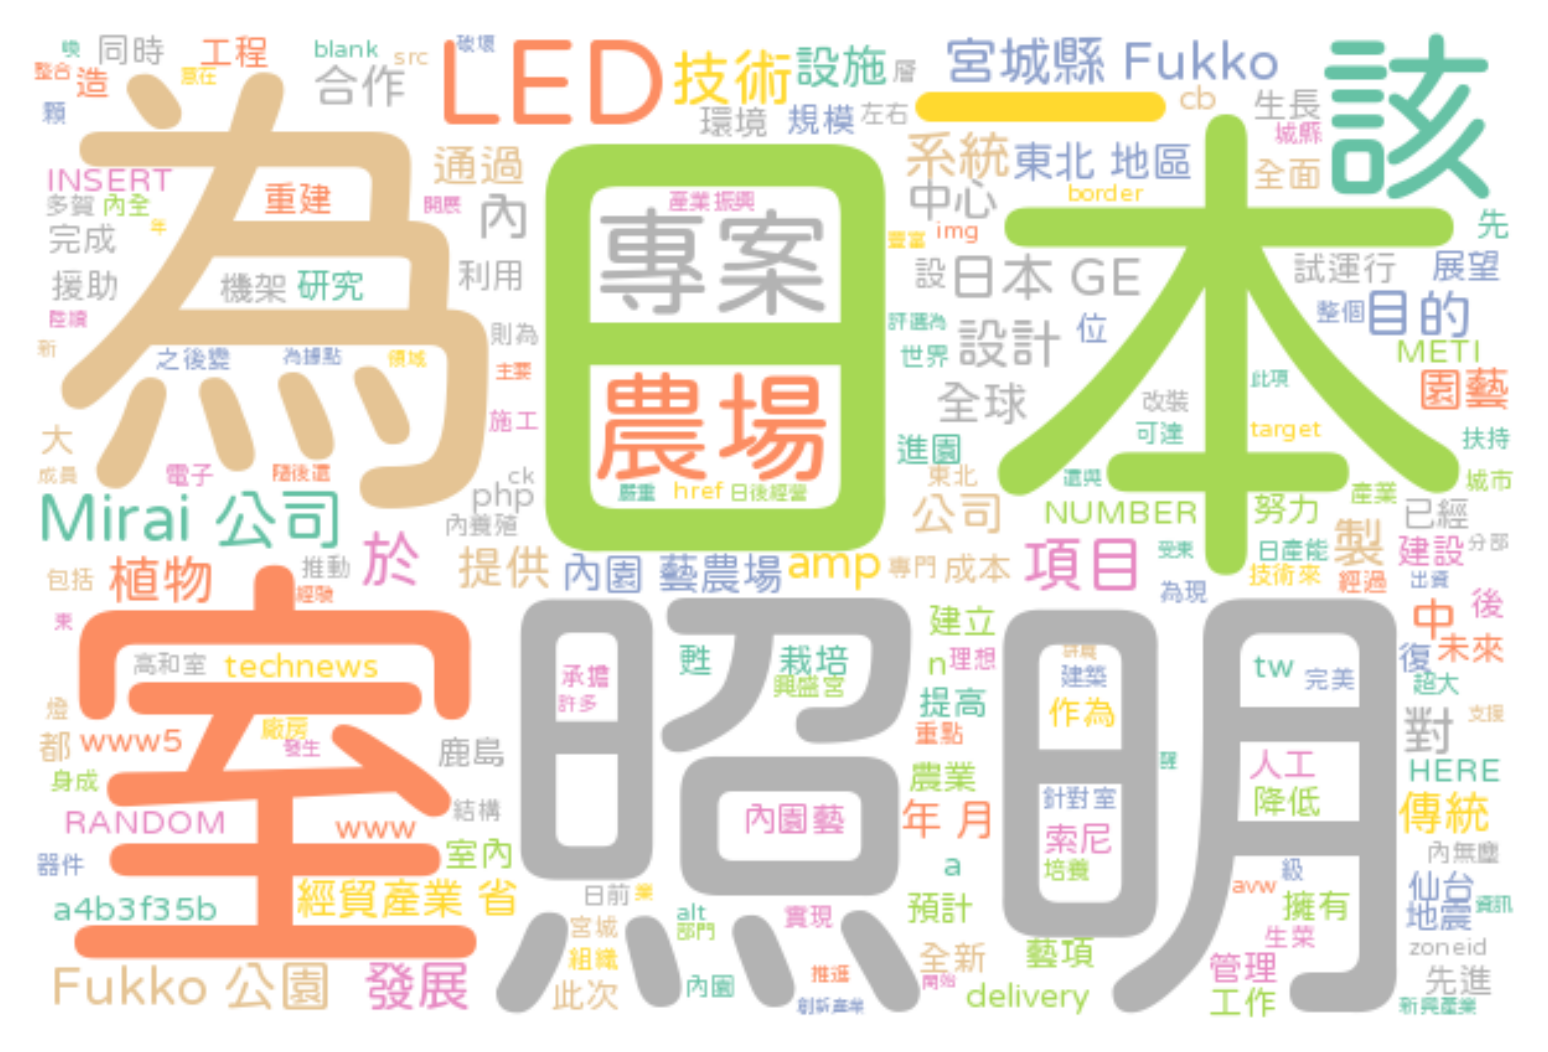 喚
同時
工程
blank
src
破壞
LED
技術
設施
層
宮城縣 Fukko
該
整合
造
意在
合作
環境
規模
左右
一
cb
生長
城縣
顆
為
通過
日
系統
東北 地區
全面
INSERT
重建
產業振興
中心
border
多賀
內全
開展
內
專案
豐富
img
本
先
完成
年
援助
機架
研究
利用
設
日本 GE
試運行
展望
陸續
則為
評選為
設計
位
整個
目的
新
之後變
為據點
領域
主要
農場
世界
METI
全球
此項
園藝
施工
改裝
大
進園
可達
target
扶持
成員
電子
隨後還
ck
php
嚴重
href
日後經營
東北
還與
產業
城市
Mirai 公司
於
內養殖
公司
NUMBER
努力
製
已經
包括
植物
推動
提供
內園 藝農場
amp
專門
成本
項目
受東
日產能
建設
分部
經驗
技術來
經過
出資
為現
東
室
照
明
建立
中
後
高和室
technews
承擔
甦
栽培
n
理想
研農
建築
tw
完美
復
未來
許多
興盛宮
超大
燈
廠房
提高
作為
對
支援
都
www5
發生
鹿島
重點
醒
身成
農業
人工
HERE
RANDOM
www
結構
內園藝
年 月
針對室
降低
傳統
索尼
器件
室內
a
培養
級
內無塵
a4b3f35b
經貿產業 省
日前
業
預計
avw
擁有
仙台
資訊
宮城
alt
部門
實現
生菜
地震
組織
全新
藝項
zoneid
Fukko 公園
發展
此次
內園
推進
開始
管理
先進
創新產業
delivery
工作
新興產業